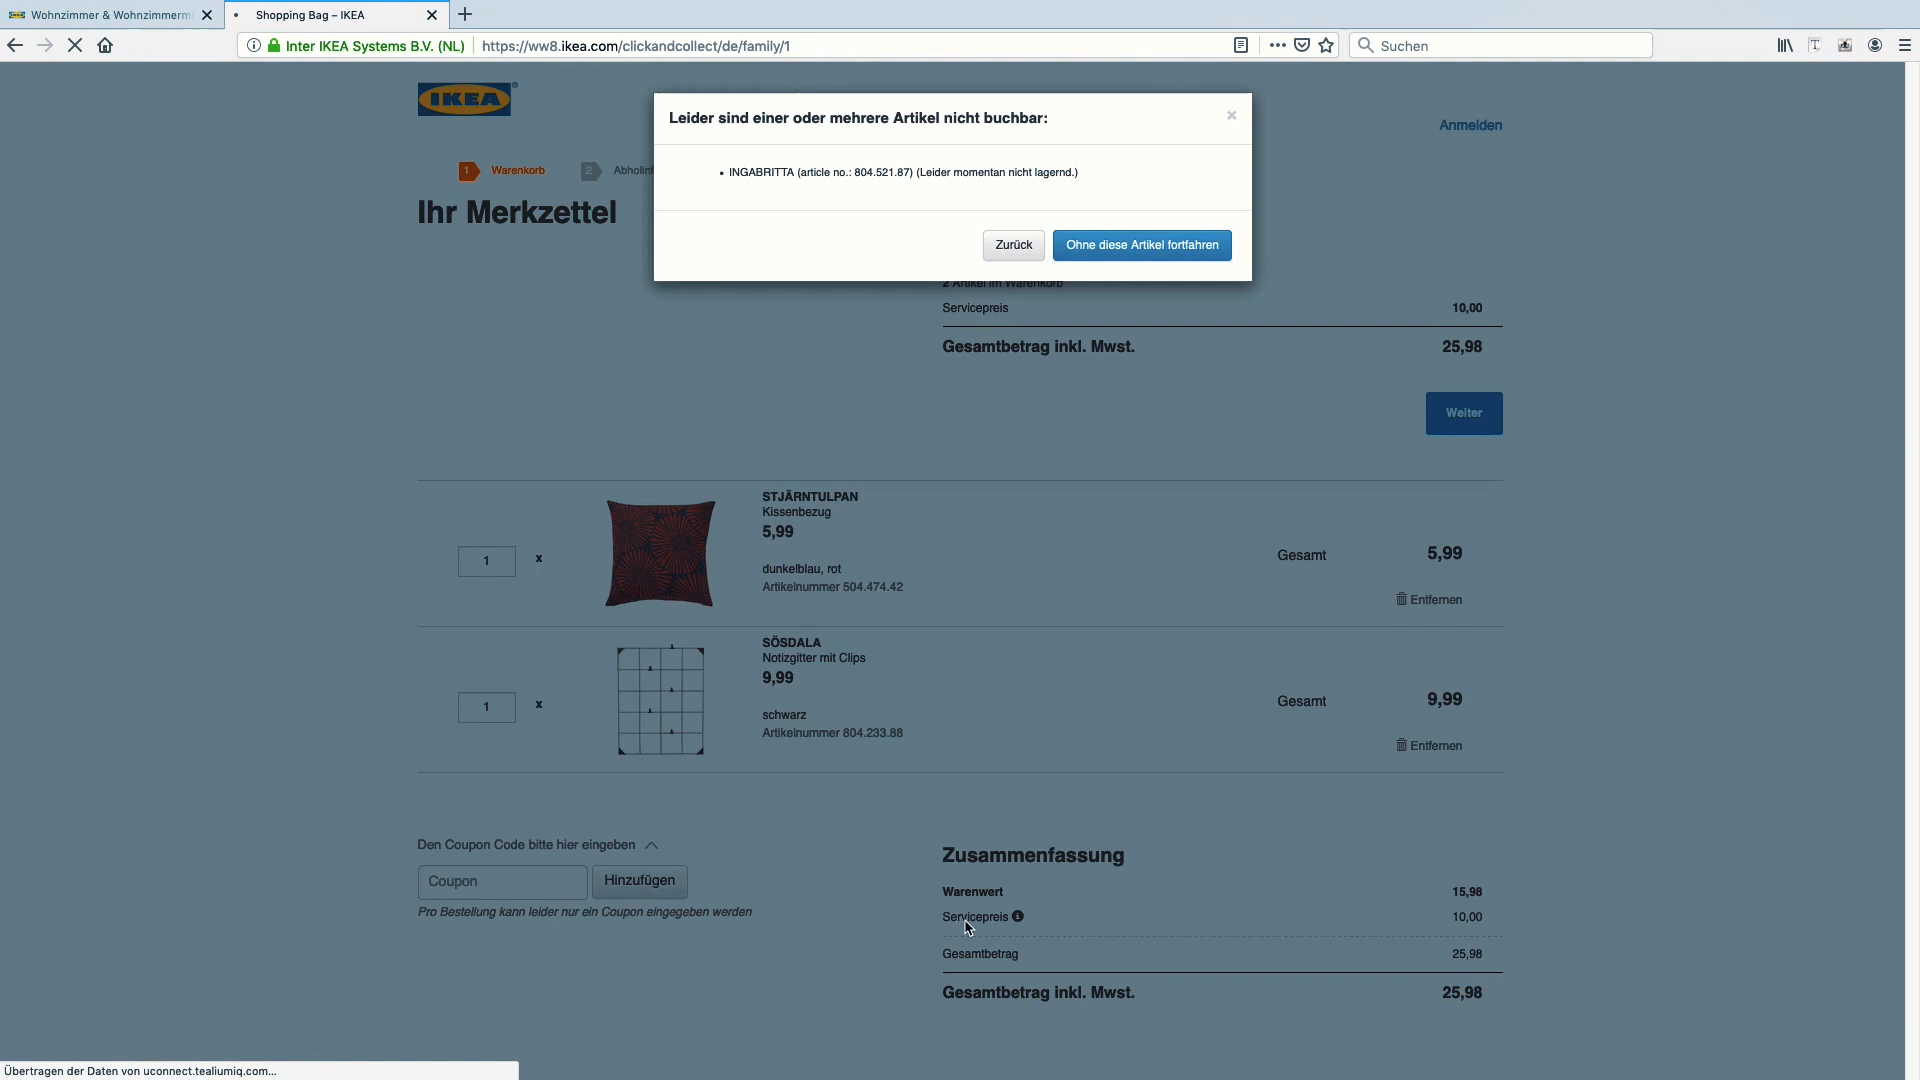 Wohnzimmer & Wohnzimmerm
Shopping Bag – IKEA
Inter IKEA Systems B.V. (NL)
https://ww8.ikea.com/clickandcollect/de/family/1
Suchen
IKEA
Leider sind einer oder mehrere Artikel nicht buchbar:
×
Anmelden
1 Warenkorb
2 Abholinf
• INGABRITTA (article no.: 804.521.87) (Leider momentan nicht lagernd.)
Ihr Merkzettel
Zurück
Ohne diese Artikel fortfahren
2 Artikel im Warenkorb
Servicepreis 10,00
Gesamtbetrag inkl. Mwst. 25,98
Weiter
STJÄRNTULPAN
Kissenbezug
5,99
1 x
Gesamt 5,99
dunkelblau, rot
Artikelnummer 504.474.42
Entfernen
SÖSDALA
Notizgitter mit Clips
9,99
1 x
Gesamt 9,99
schwarz
Artikelnummer 804.233.88
Entfernen
Den Coupon Code bitte hier eingeben
Coupon
Hinzufügen
Pro Bestellung kann leider nur ein Coupon eingegeben werden
Zusammenfassung
Warenwert 15,98
Servicepreis 10,00
Gesamtbetrag 25,98
Gesamtbetrag inkl. Mwst. 25,98
Übertragen der Daten von uconnect.tealiumiq.com...